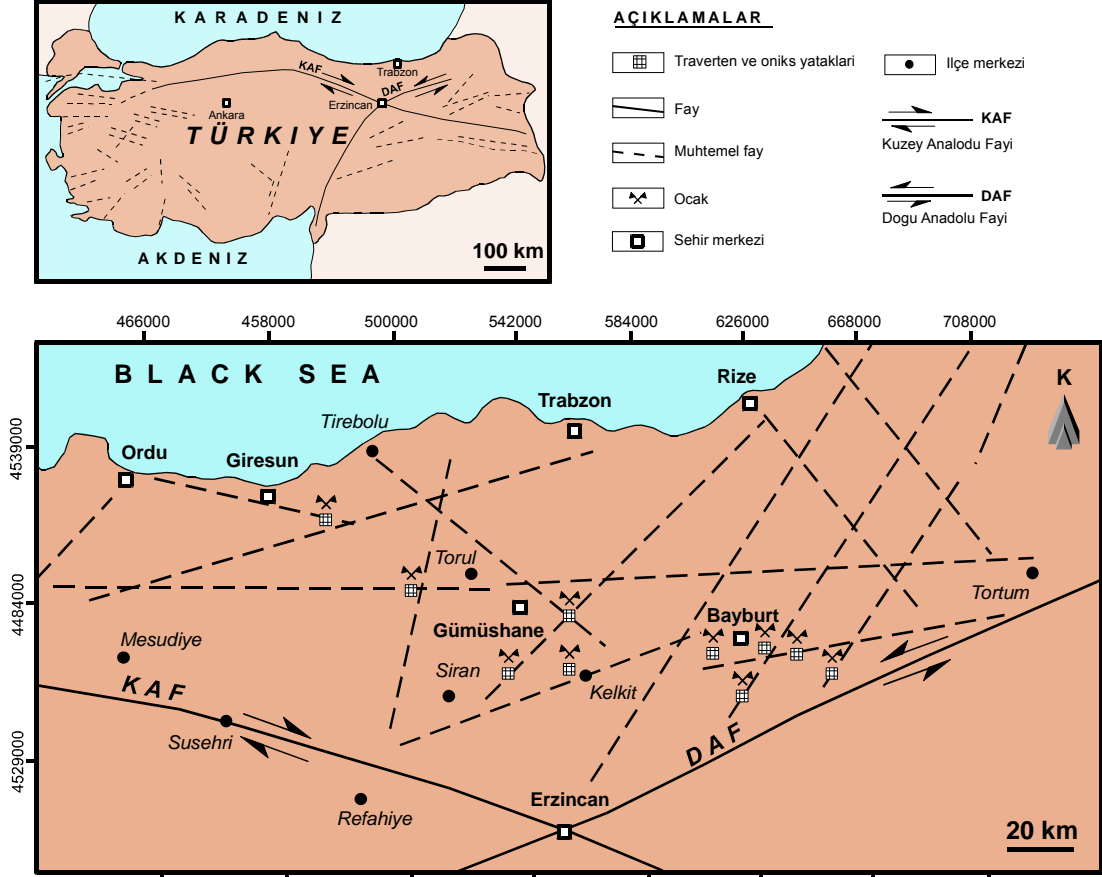 KARADENIZ
KAF
Trabzon
DAF
Erzincan
Ankara
TÜRKIYE
AKDENIZ
100 km
AÇIKLAMALAR
Traverten ve oniks yataklari
Fay
Muhtemel fay
Ocak
Sehir merkezi
Ilçe merkezi
KAF
Kuzey Analodu Fayi
DAF
Dogu Anadolu Fayi
466000 458000 500000 542000 584000 626000 668000 708000
BLACK SEA
Rize
K
Trabzon
Tirebolu
4539000
Ordu
Giresun
Torul
Tortum
4484000
Bayburt
Gümüshane
Mesudiye
Siran
Kelkit
KAF
Susehri
DAF
4529000
Erzincan
Refahiye
20 km